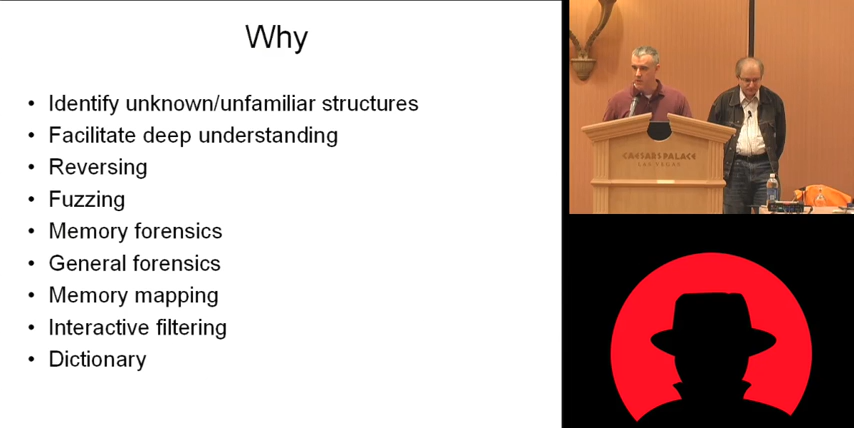 Why
• Identify unknown/unfamiliar structures
• Facilitate deep understanding
• Reversing
• Fuzzing
• Memory forensics
• General forensics
• Memory mapping
• Interactive filtering
• Dictionary
CAESARS PALACE
LAS VEGAS